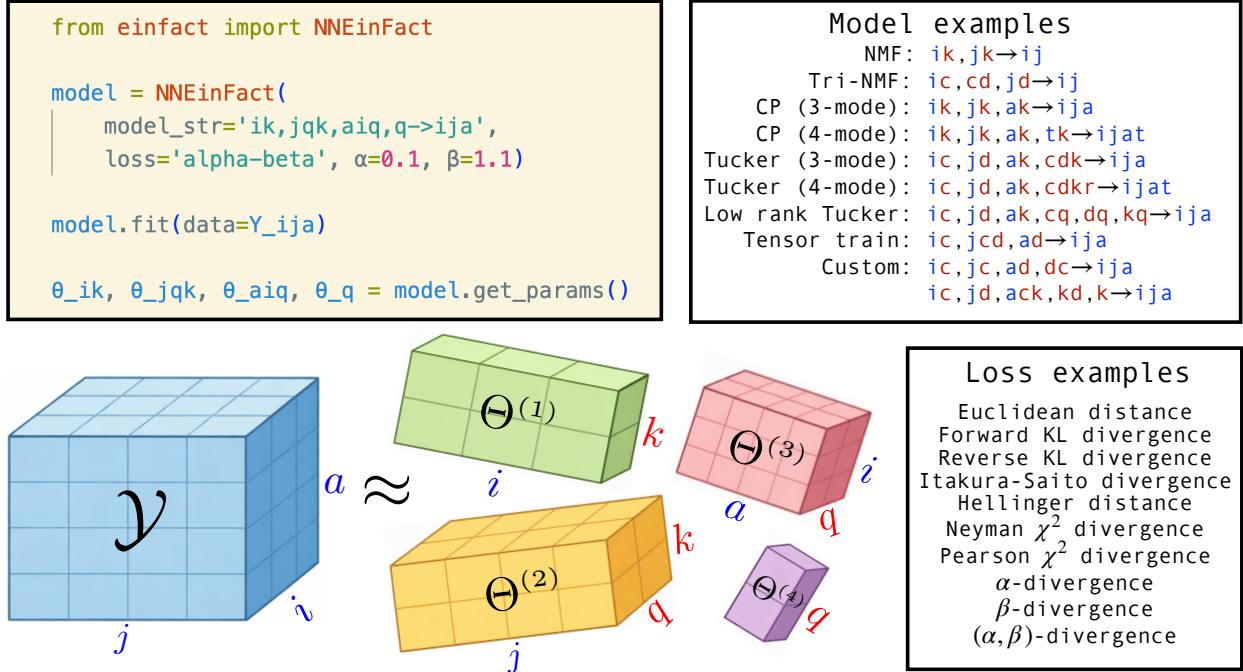 from einfact import NNEinFact
model = NNEinFact(
model_str='ik,jqk,aiq,q->ija',
loss='alpha-beta', α=0.1, β=1.1)
model.fit(data=Y_ija)
θ_ik, θ_jqk, θ_aiq, θ_q = model.get_params()
Model examples
NMF: ik,jk→ij
Tri-NMF: ic,cd,jd→ij
CP (3-mode): ik,jk,ak→ija
CP (4-mode): ik,jk,ak,tk→ijat
Tucker (3-mode): ic,jd,ak,cdk→ija
Tucker (4-mode): ic,jd,ak,cdkr→ijat
Low rank Tucker: ic,jd,ak,cq,dq,kq→ija
Tensor train: ic,jcd,ad→ija
Custom: ic,jc,ad,dc→ija
ic,jd,ack,kd,k→ija
𝒴
a
i
j
≈
Θ⁽¹⁾
k
i
Θ⁽²⁾
k
q
j
Θ⁽³⁾
i
a
q
Θ⁽⁴⁾
q
Loss examples
Euclidean distance
Forward KL divergence
Reverse KL divergence
Itakura-Saito divergence
Hellinger distance
Neyman χ² divergence
Pearson χ² divergence
α-divergence
β-divergence
(α, β)-divergence